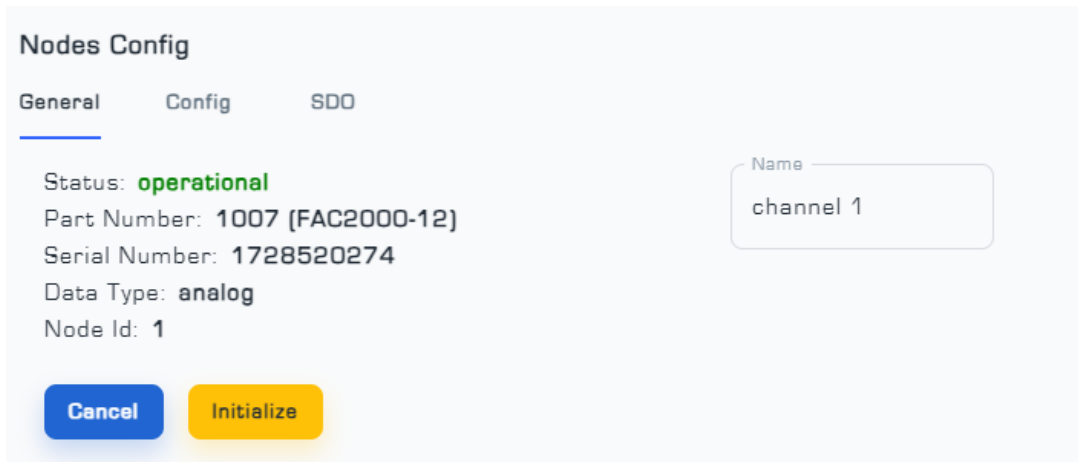 Nodes Config
General Config SDO
Status: operational
Part Number: 1007 (FAC2000-12)
Serial Number: 1728520274
Data Type: analog
Node Id: 1
Name
channel 1
Cancel Initialize